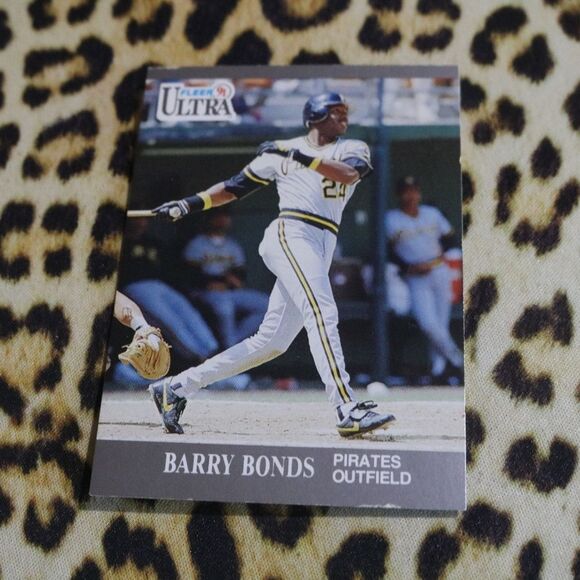 FLEER 91
ULTRA
24
BARRY BONDS
PIRATES
OUTFIELD